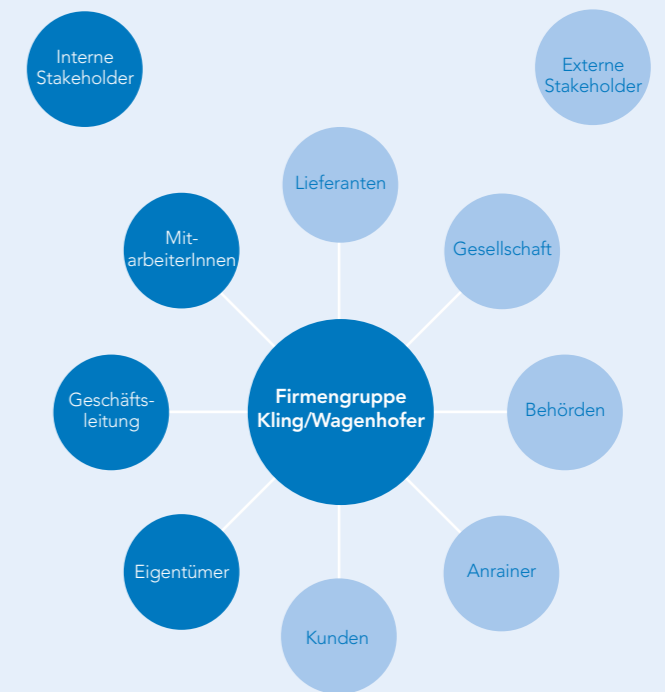 Interne
Stakeholder
Externe
Stakeholder
Lieferanten
Mit-
arbeiterInnen
Gesellschaft
Geschäfts-
leitung
Firmengruppe
Kling/Wagenhofer
Behörden
Eigentümer
Anrainer
Kunden